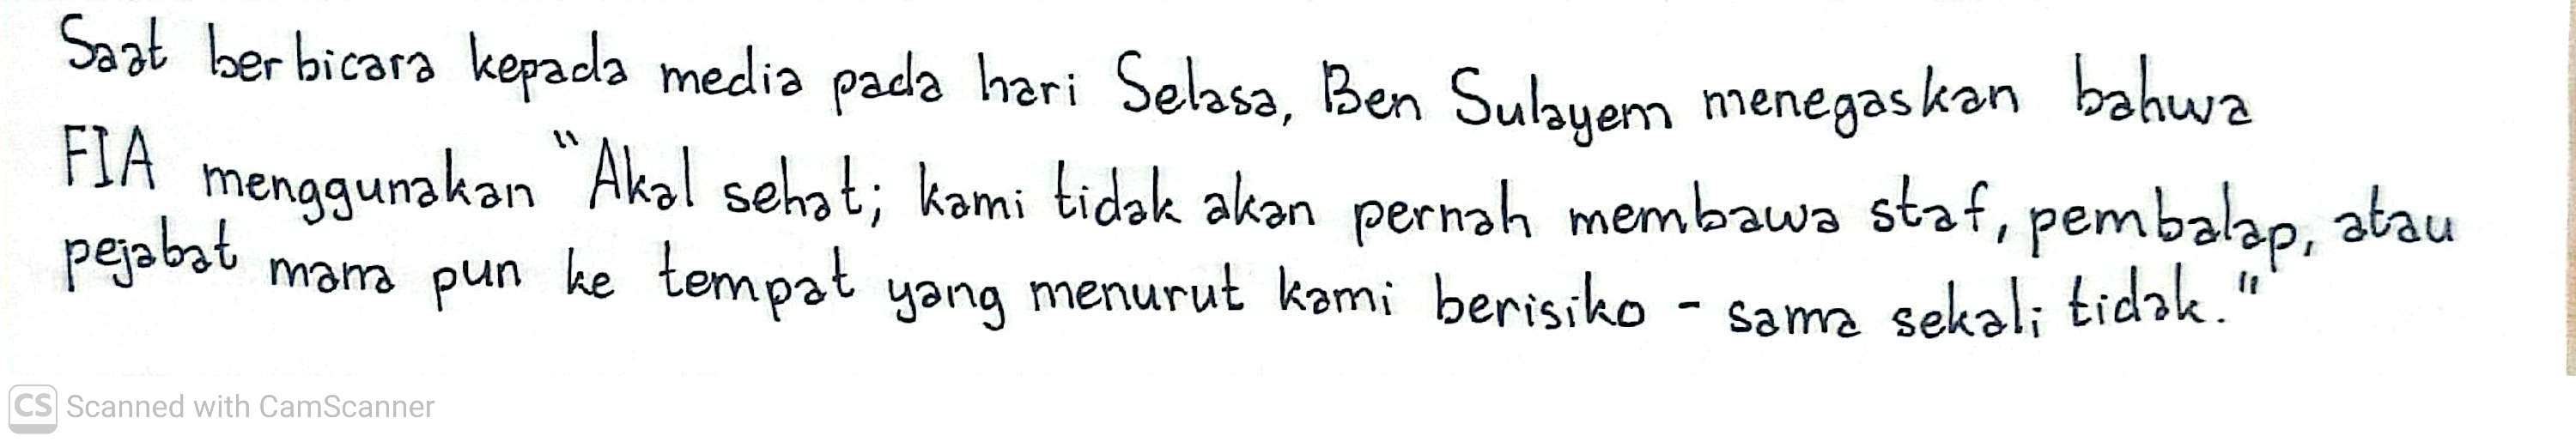 Saat berbicara kepada media pada hari Selasa, Ben Sulayem menegaskan bahwa
FIA menggunakan "Akal sehat; kami tidak akan pernah membawa staf, pembalap, atau
pejabat mana pun ke tempat yang menurut kami berisiko - sama sekali tidak."
CS Scanned with CamScanner